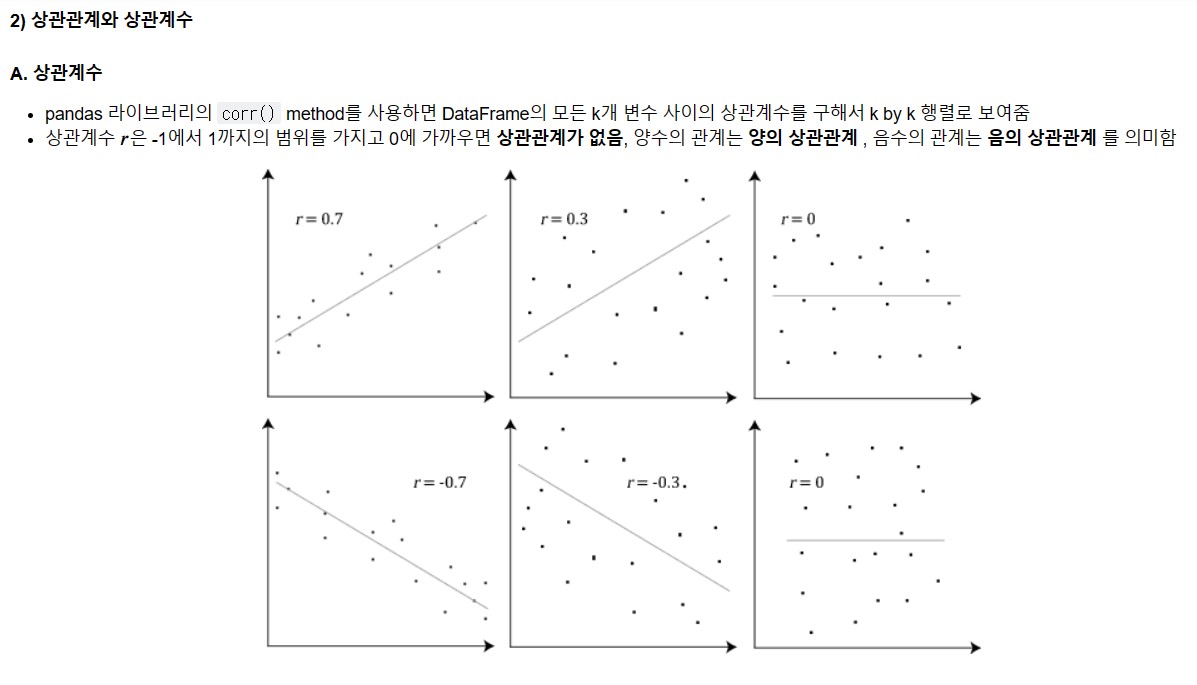 2) 상관관계와 상관계수
A. 상관계수
• pandas 라이브러리의 corr() method를 사용하면 DataFrame의 모든 k개 변수 사이의 상관계수를 구해서 k by k 행렬로 보여줌
• 상관계수 r은 -1에서 1까지의 범위를 가지고 0에 가까우면 상관관계가 없음, 양수의 관계는 양의 상관관계 , 음수의 관계는 음의 상관관계 를 의미함
r = 0.7
r = 0.3
r = 0
r = -0.7
r = -0.3.
r = 0